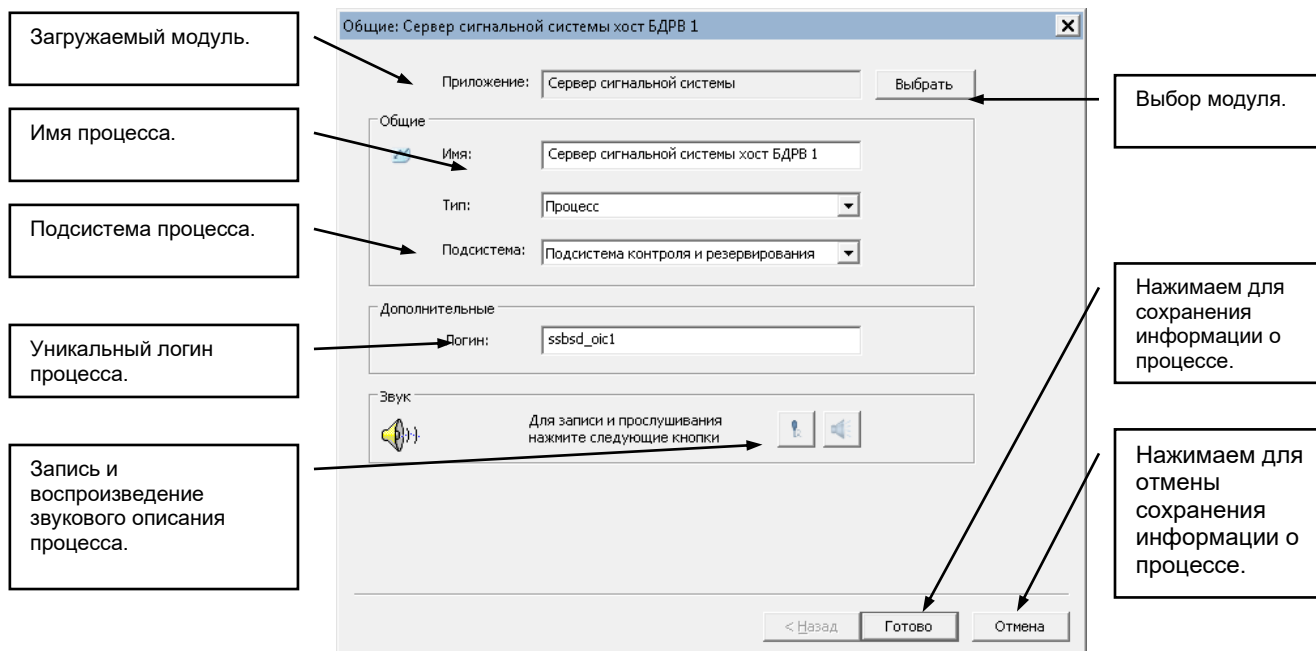 Загружаемый модуль.
Имя процесса.
Подсистема процесса.
Уникальный логин
процесса.
Запись и
воспроизведение
звукового описания
процесса.
Общие: Сервер сигнальной системы хост БДРВ 1
Приложение:
Сервер сигнальной системы
Выбрать
Общие
Имя:
Сервер сигнальной системы хост БДРВ 1
Тип:
Процесс
Подсистема:
Подсистема контроля и резервирования
Дополнительные
Логин:
ssbsd_oic1
Звук
Для записи и прослушивания
нажмите следующие кнопки
< Назад
Готово
Отмена
Выбор модуля.
Нажимаем для
сохранения
информации о
процессе.
Нажимаем для
отмены
сохранения
информации о
процессе.